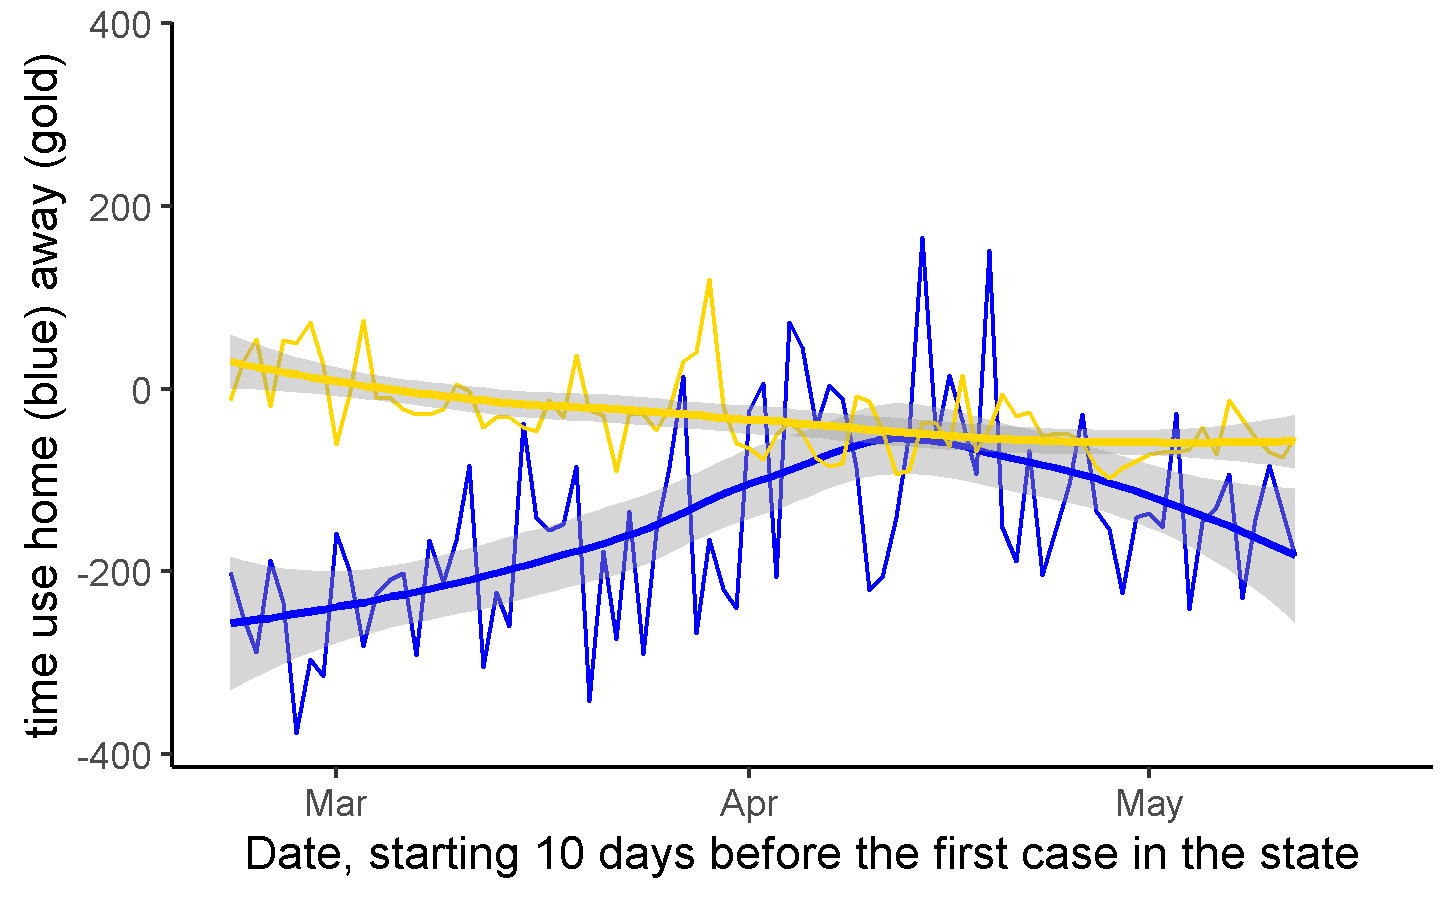 time use home (blue) away (gold)
400
200
0
-200
-400
Mar Apr May
Date, starting 10 days before the first case in the state